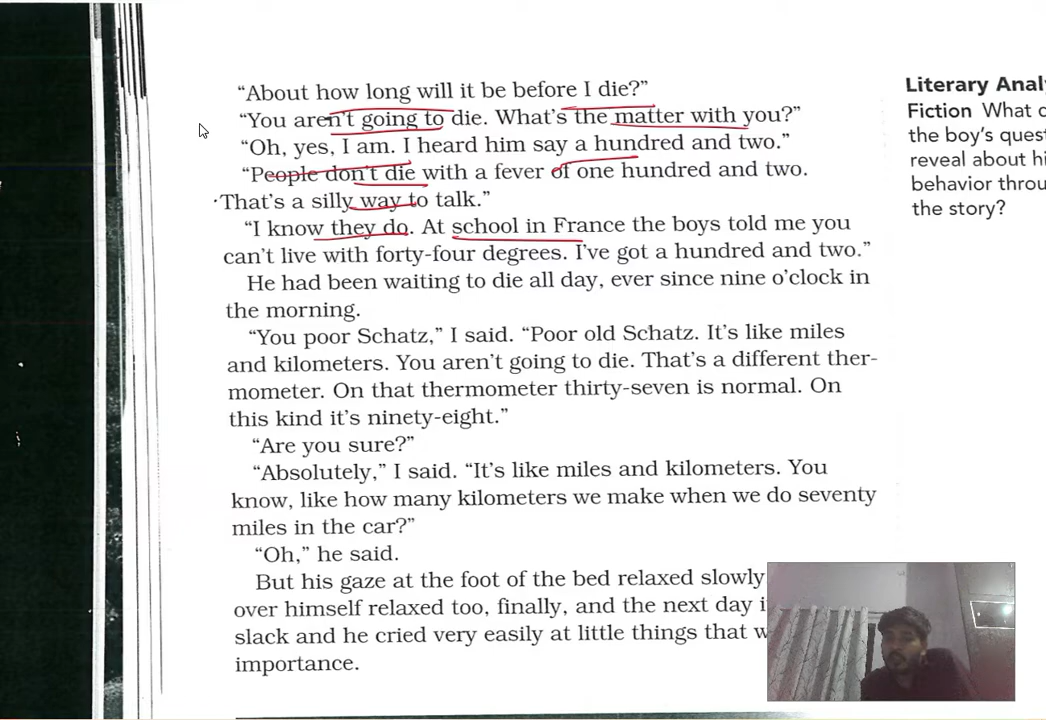 “About how long will it be before I die?”
“You aren’t going to die. What’s the matter with you?”
“Oh, yes, I am. I heard him say a hundred and two.”
“People don’t die with a fever of one hundred and two.
That’s a silly way to talk.”
“I know they do. At school in France the boys told me you
can’t live with forty-four degrees. I’ve got a hundred and two.”
He had been waiting to die all day, ever since nine o’clock in
the morning.
“You poor Schatz,” I said. “Poor old Schatz. It’s like miles
and kilometers. You aren’t going to die. That’s a different ther-
mometer. On that thermometer thirty-seven is normal. On
this kind it’s ninety-eight.”
“Are you sure?”
“Absolutely,” I said. “It’s like miles and kilometers. You
know, like how many kilometers we make when we do seventy
miles in the car?”
“Oh,” he said.
But his gaze at the foot of the bed relaxed slowly
over himself relaxed too, finally, and the next day
slack and he cried very easily at little things that
importance.
Literary
Fiction What
the boy’s
reveal about
behavior
the story?